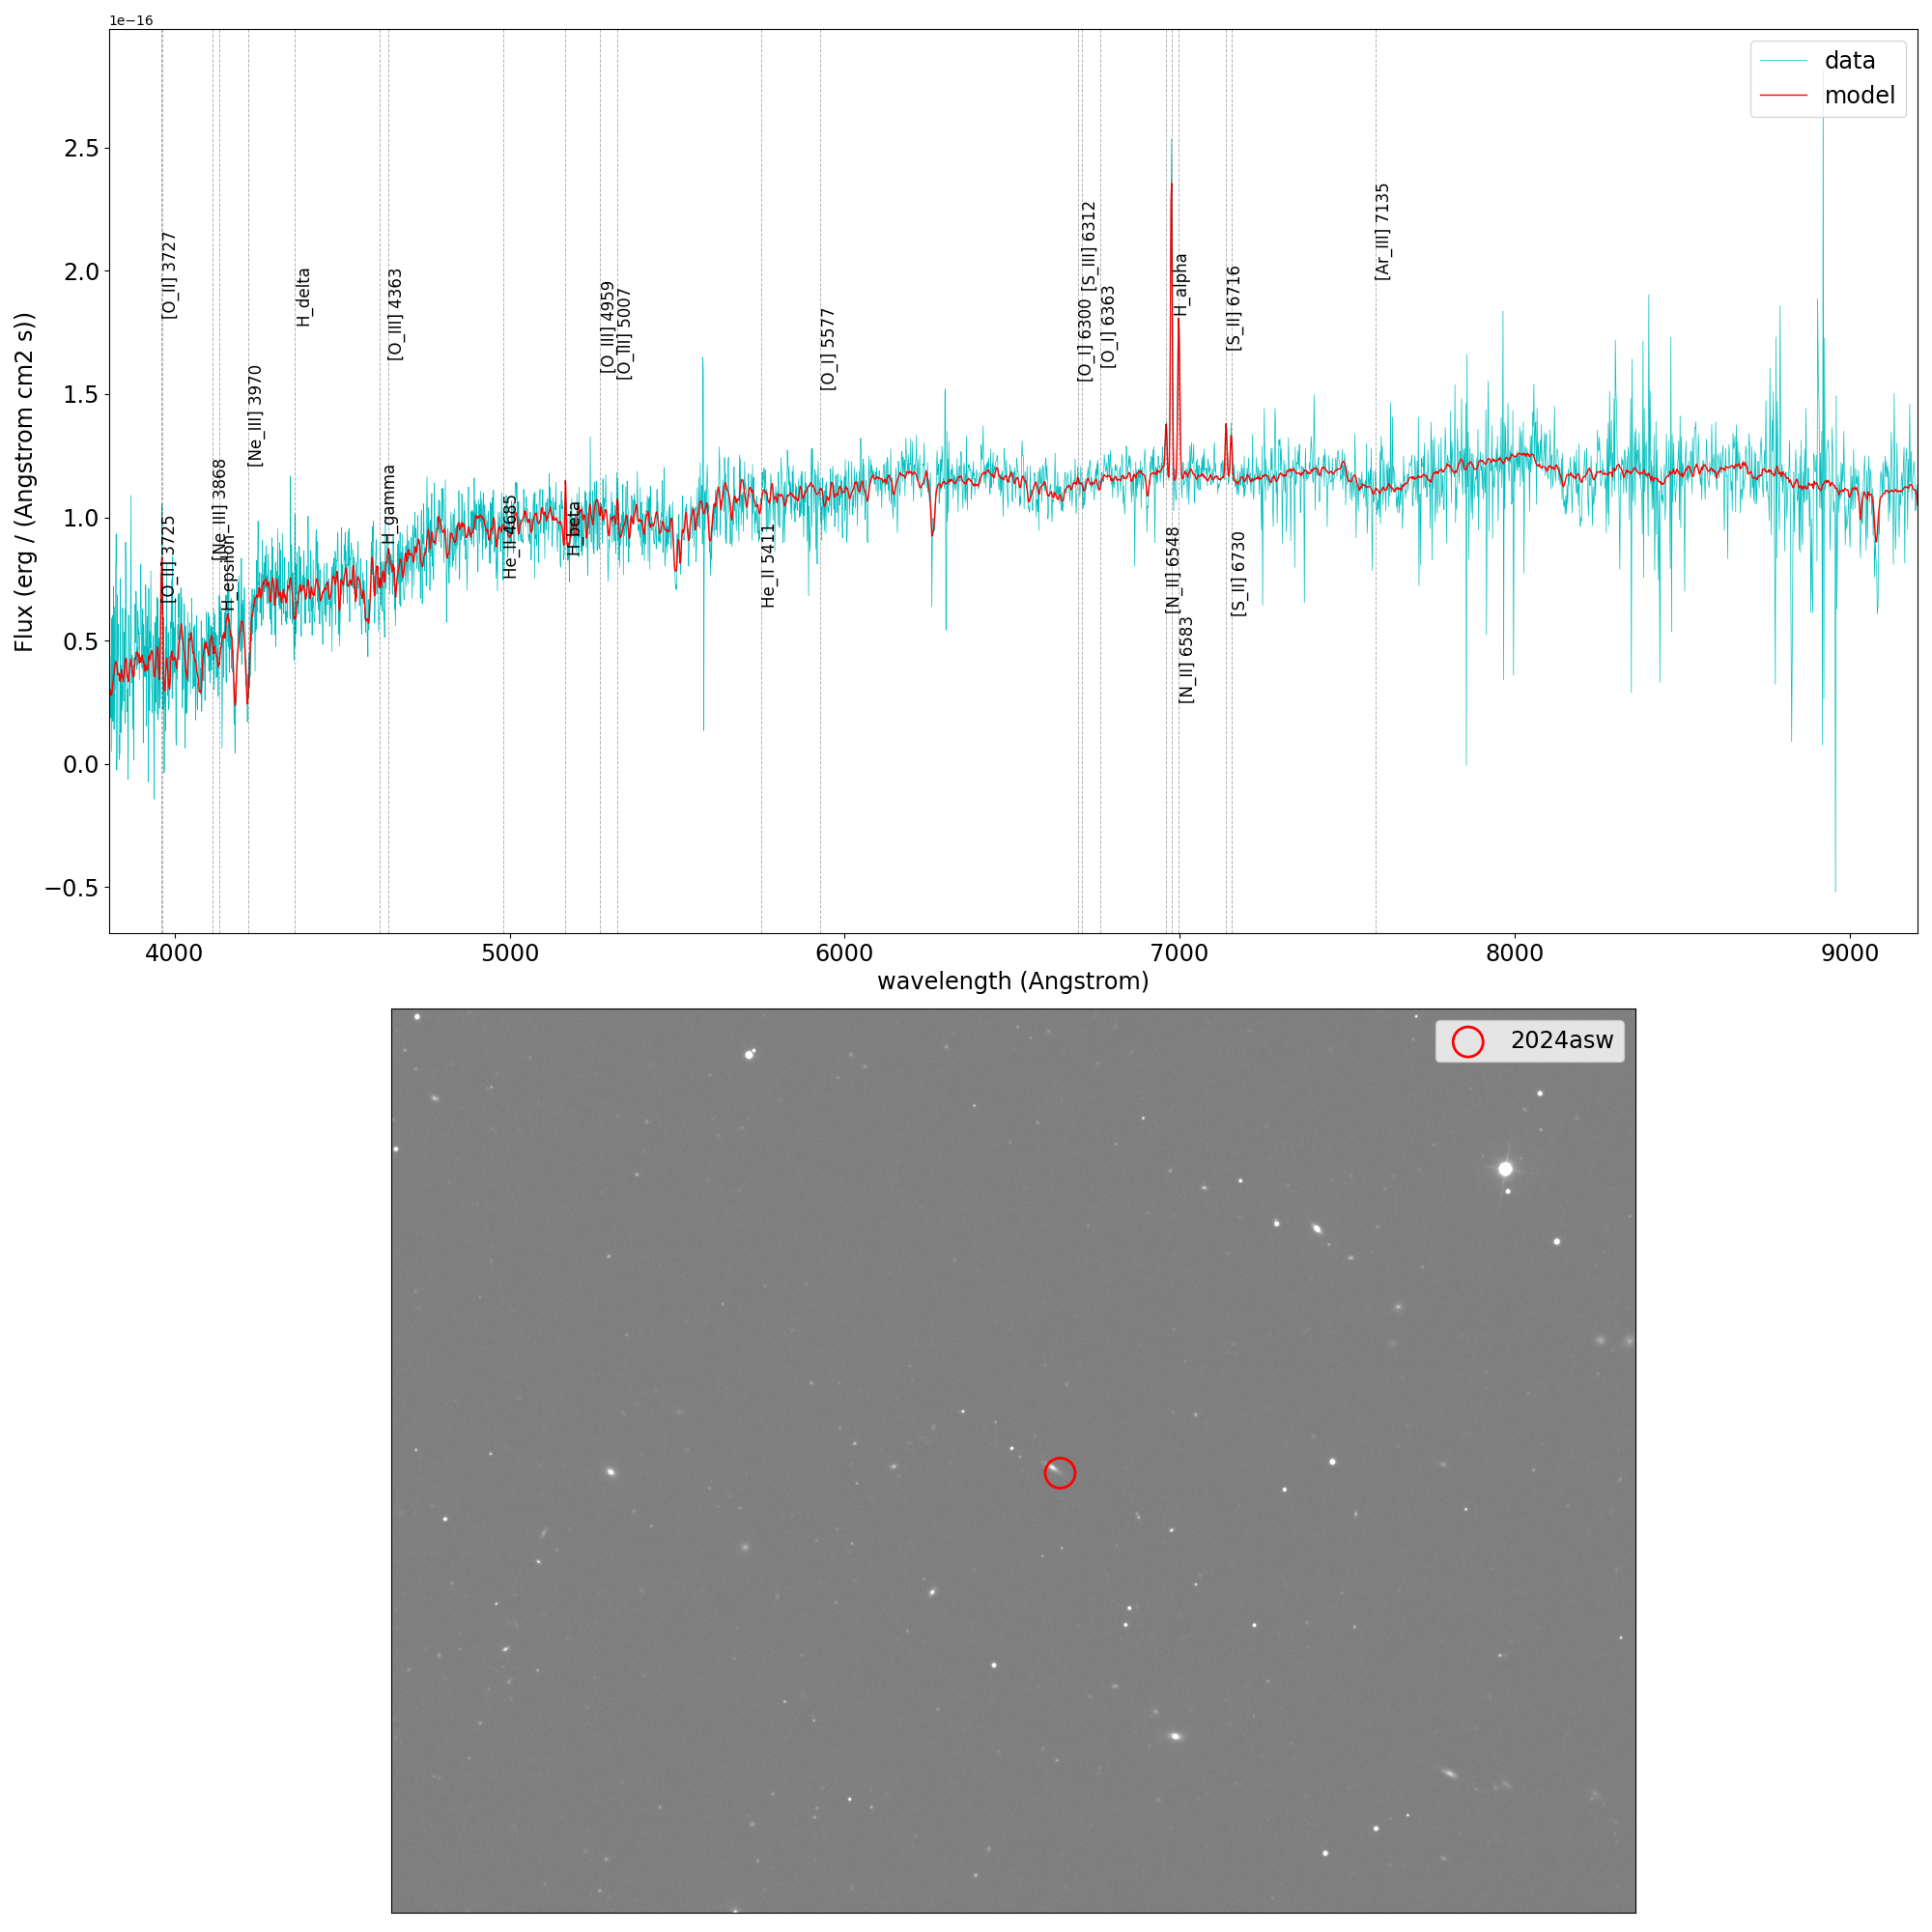 1e−16
data
model
2.5
2.0
1.5
1.0
0.5
0.0
−0.5
Flux (erg / (Angstrom cm2 s))
[O_II] 3727
[O_II] 3725
[Ne_III] 3868
H_epsilon
[Ne_III] 3970
H_delta
H_gamma
[O_III] 4363
He_II 4685
H_beta
[O_III] 4959
[O_III] 5007
He_II 5411
[O_I] 5577
[O_I] 6300
[S_III] 6312
[O_I] 6363
[N_II] 6548
H_alpha
[N_II] 6583
[S_II] 6716
[S_II] 6730
[Ar_III] 7135
4000 5000 6000 7000 8000 9000
wavelength (Angstrom)
2024asw